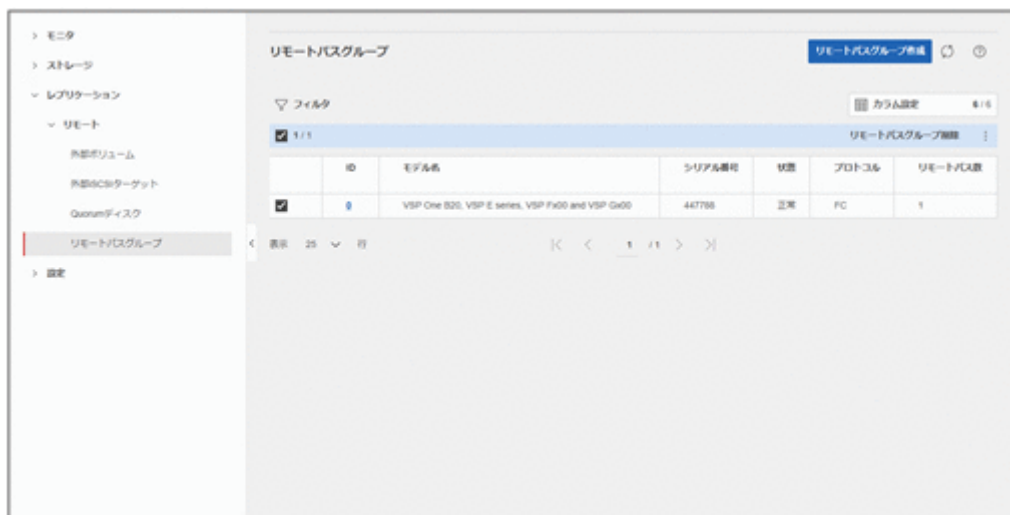 モニタ
ストレージ
レプリケーション
リモート
外部ボリューム
外部iSCSIターゲット
Quorumディスク
リモートパスグループ
設定
リモートパスグループ リモートパスグループ作成
フィルタ カラム設定 6/6
1/1 リモートパスグループ削除
ID モデル名 シリアル番号 状態 プロトコル リモートパス数
0 VSP One B20, VSP E series, VSP Fx00 and VSP Gx00 447788 正常 FC 1
表示 25 行 1 /1